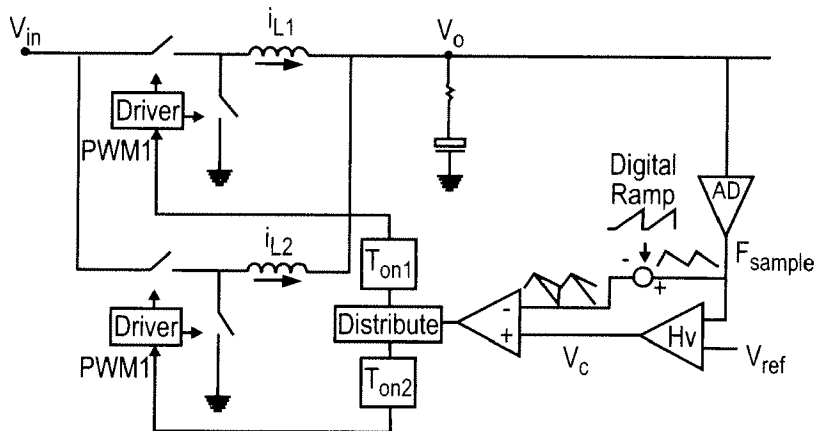 V_in
i_L1
V_o
Driver
PWM1
Digital
Ramp
AD
i_L2
T_on1
-
+
F_sample
Driver
PWM1
Distribute
-
+
Hv
V_c
V_ref
T_on2